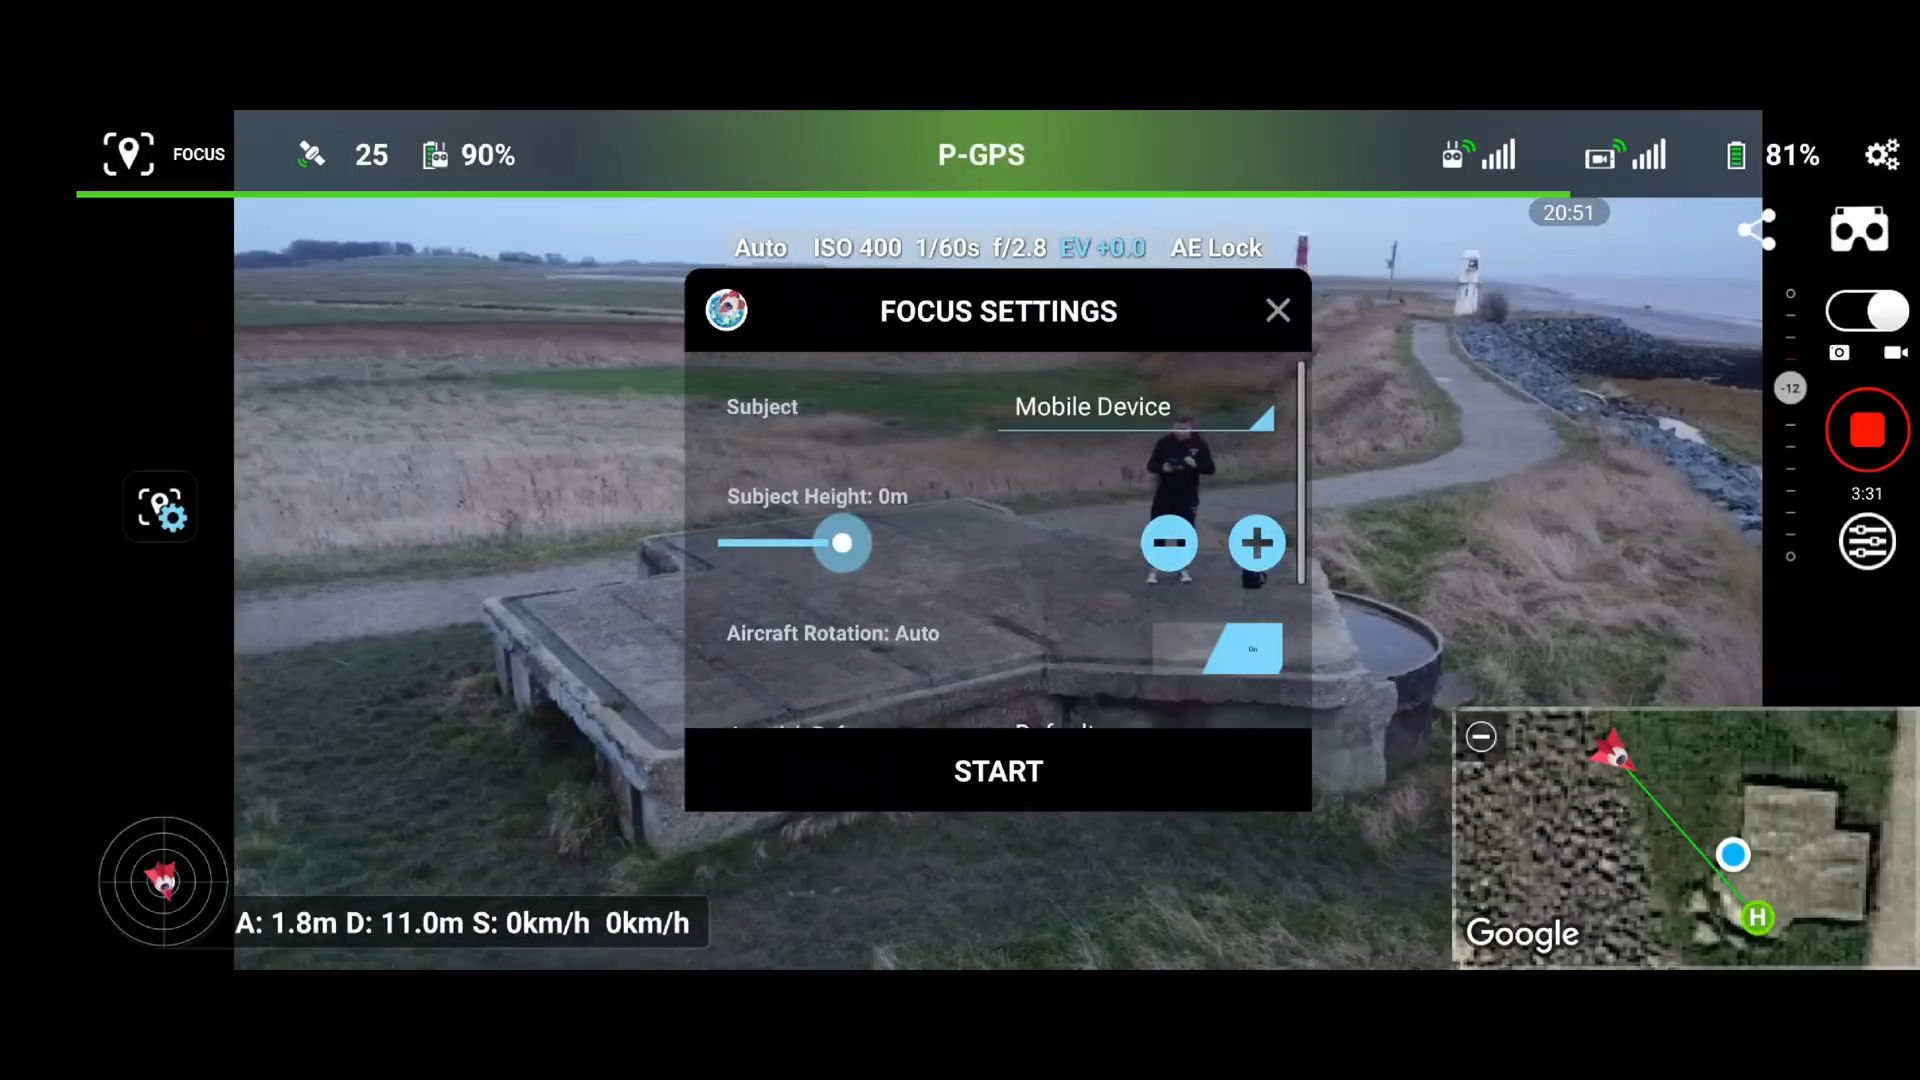 FOCUS 25 90% P-GPS 81%
20:51
Auto ISO 400 1/60s f/2.8 EV +0.0 AE Lock
FOCUS SETTINGS
Subject Mobile Device
-12
Subject Height: 0m
3:31
Aircraft Rotation: Auto
On
START
H
A: 1.8m D: 11.0m S: 0km/h 0km/h
Google